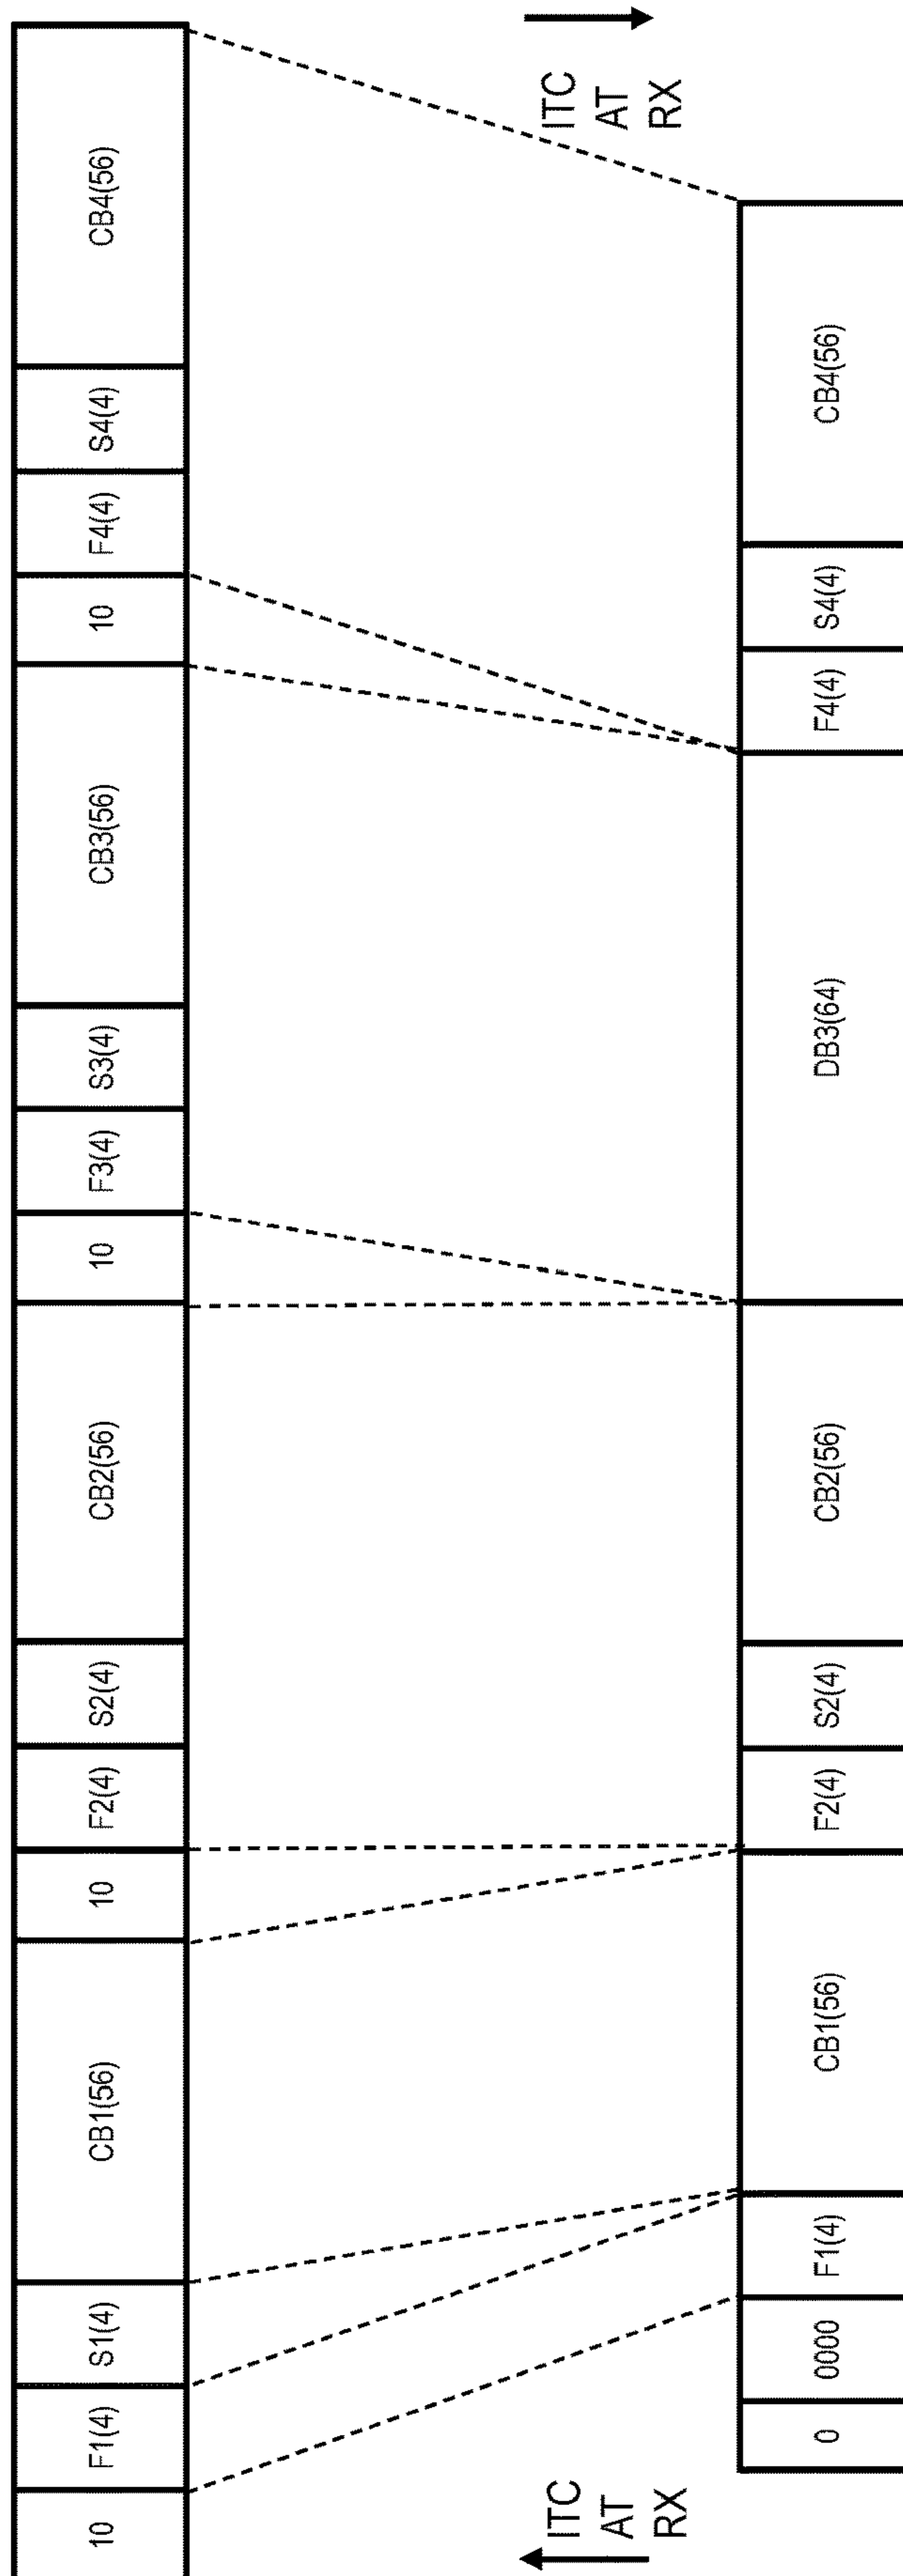 10
F1(4)
S1(4)
CB1(56)
10
F2(4)
S2(4)
CB2(56)
10
F3(4)
S3(4)
CB3(56)
10
F4(4)
S4(4)
CB4(56)
ITC
AT
RX
ITC
AT
RX
0
0000
F1(4)
CB1(56)
F2(4)
S2(4)
CB2(56)
DB3(64)
F4(4)
S4(4)
CB4(56)